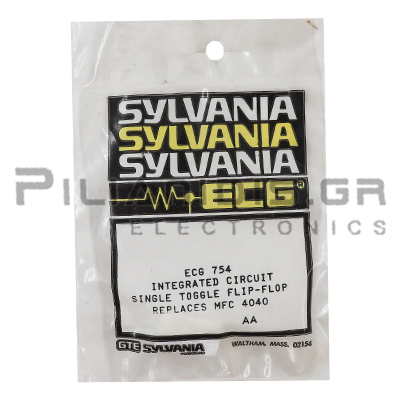 SYLVANIA
SYLVANIA
SYLVANIA
ECG®
PILAFAS.GR
ELECTRONICS
ECG 754
INTEGRATED CIRCUIT
SINGLE TOGGLE FLIP-FLOP
REPLACES MFC 4040
AA
GTE SYLVANIA
WALTHAM, MASS. 02154